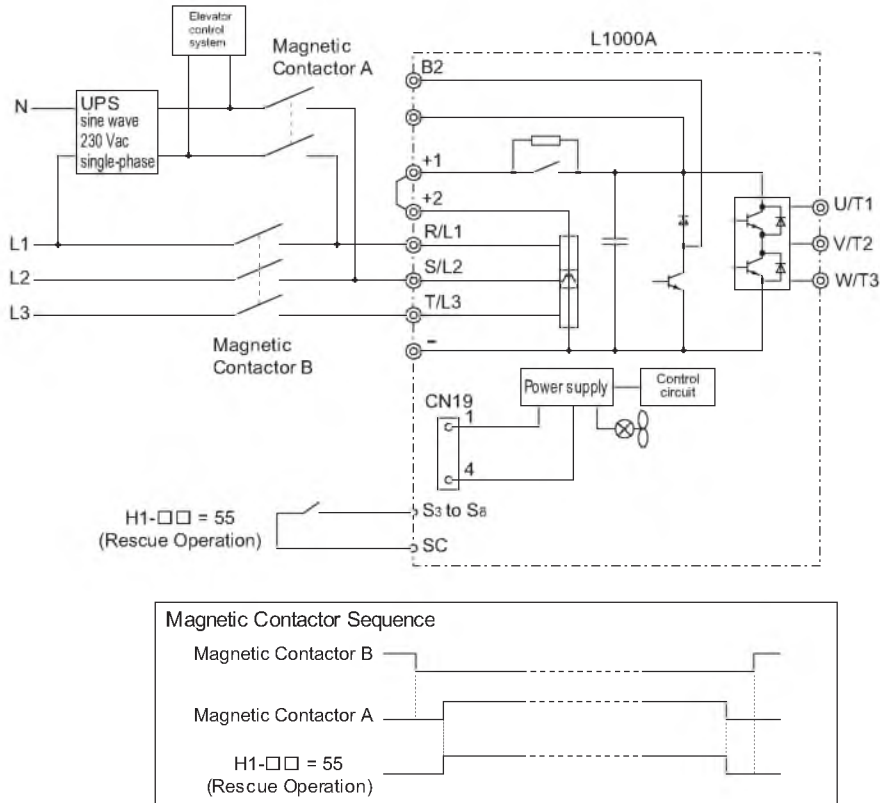 Elevator
control
system
Magnetic
Contactor A
L1000A
B2
N
UPS
sine wave
230 Vac
single-phase
+1
+2
U/T1
L1
R/L1
V/T2
L2
S/L2
W/T3
L3
T/L3
–
Magnetic
Contactor B
Power supply
Control
circuit
CN19
1
4
H1-□□ = 55
(Rescue Operation)
S3 to S8
SC
Magnetic Contactor Sequence
Magnetic Contactor B
Magnetic Contactor A
H1-□□ = 55
(Rescue Operation)